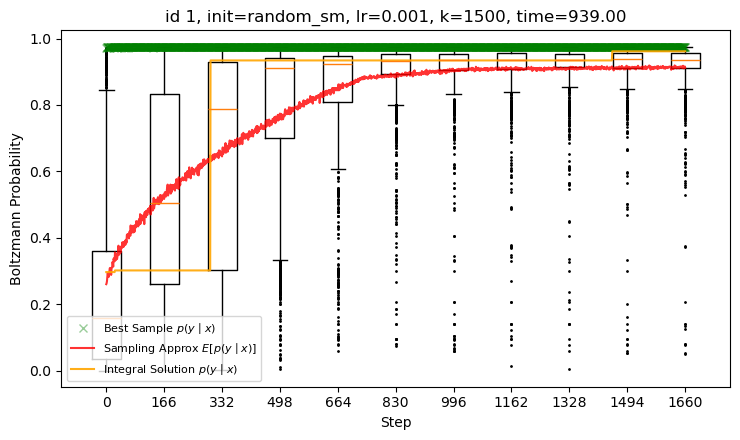 id 1, init=random_sm, lr=0.001, k=1500, time=939.00
Boltzmann Probability
1.0
0.8
0.6
0.4
0.2
0.0
Best Sample p(y | x)
Sampling Approx E[p(y | x)]
Integral Solution p(y | x)
0 166 332 498 664 830 996 1162 1328 1494 1660
Step